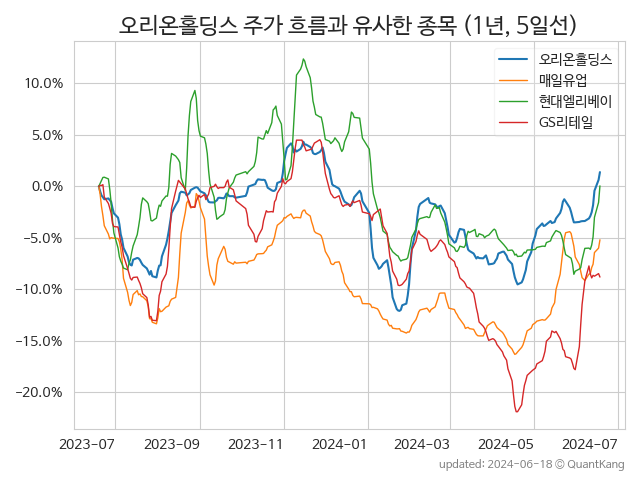 오리온홀딩스 주가 흐름과 유사한 종목 (1년, 5일선)
오리온홀딩스
매일유업
현대엘리베이
GS리테일
10.0%
5.0%
0.0%
−5.0%
−10.0%
−15.0%
−20.0%
2023-07
2023-09
2023-11
2024-01
2024-03
2024-05
2024-07
updated: 2024-06-18 © QuantKang